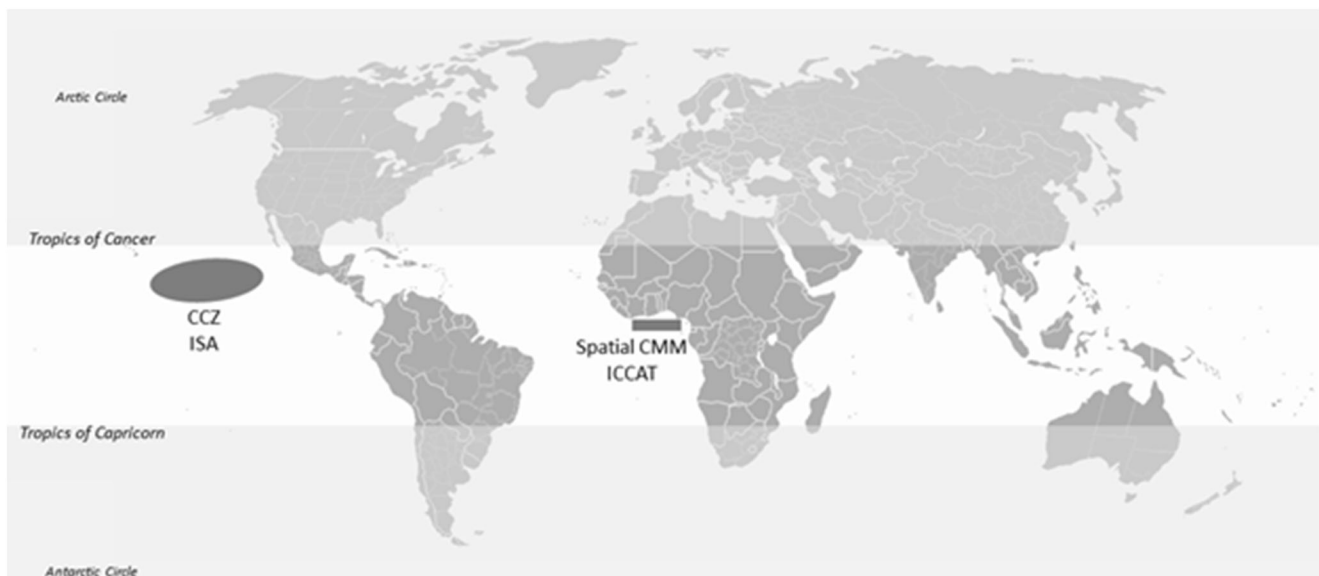 Arctic Circle
Tropics of Cancer
CCZ
ISA
Spatial CMM
ICCAT
Tropics of Capricorn
Antarctic Circle